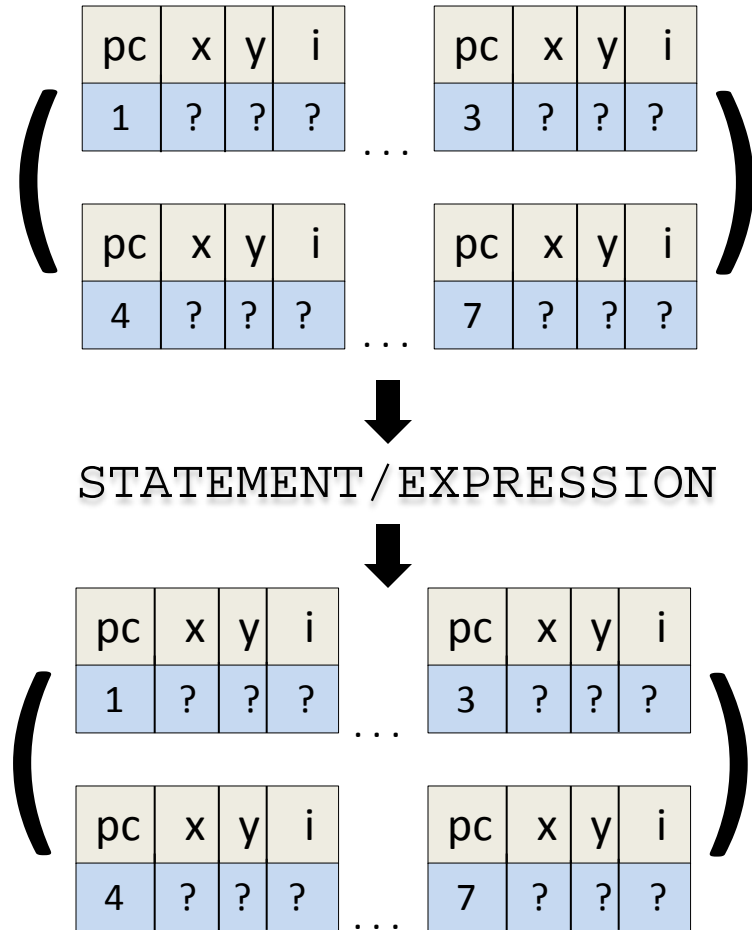 pc x y i pc x y i
( 1 ? ? ? ... 3 ? ? ? )
pc x y i pc x y i
4 ? ? ? ... 7 ? ? ?
STATEMENT/EXPRESSION
pc x y i pc x y i
( 1 ? ? ? ... 3 ? ? ? )
pc x y i pc x y i
4 ? ? ? ... 7 ? ? ?